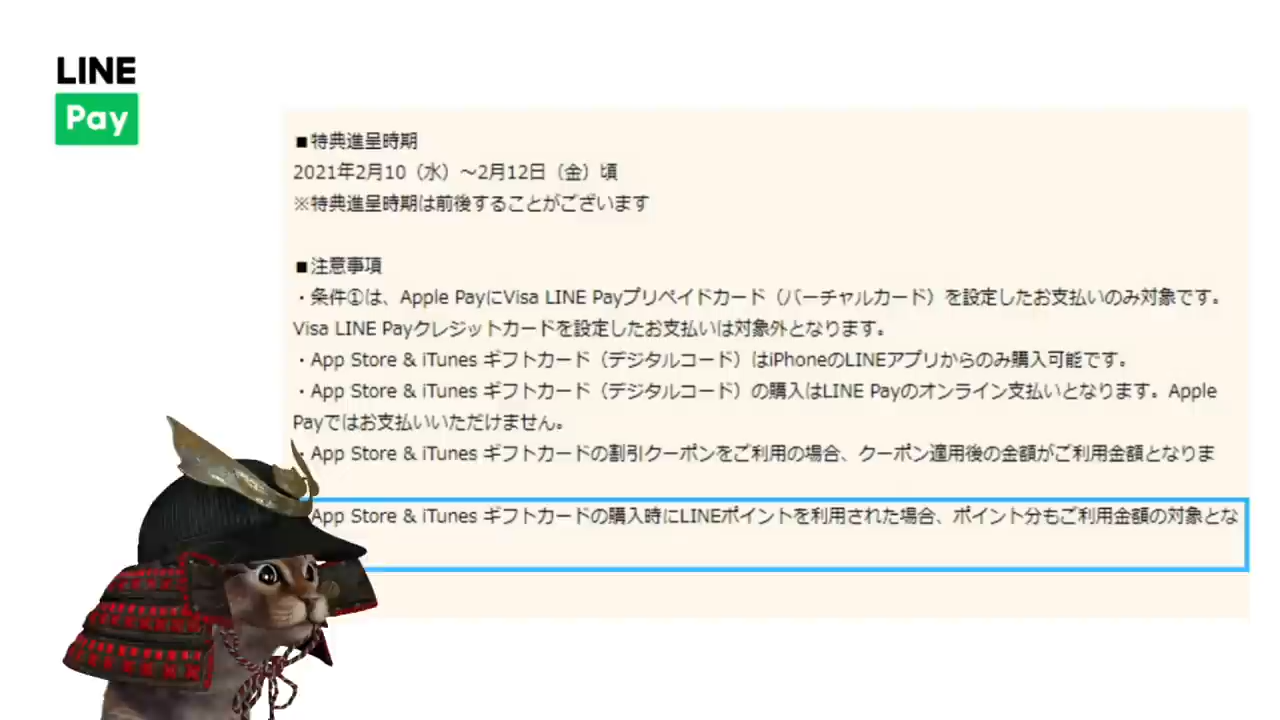 LINE
Pay
■特典進呈時期
2021年2月10（水）～2月12日（金）頃
※特典進呈時期は前後することがございます
■注意事項
・条件①は、Apple PayにVisa LINE Payプリペイドカード（バーチャルカード）を設定したお支払いのみ対象です。
Visa LINE Payクレジットカードを設定したお支払いは対象外となります。
・App Store & iTunes ギフトカード（デジタルコード）はiPhoneのLINEアプリからのみ購入可能です。
・App Store & iTunes ギフトカード（デジタルコード）の購入はLINE Payのオンライン支払いとなります。Apple
Payではお支払いいただけません。
・App Store & iTunes ギフトカードの割引クーポンをご利用の場合、クーポン適用後の金額がご利用金額となりま
App Store & iTunes ギフトカードの購入時にLINEポイントを利用された場合、ポイント分もご利用金額の対象とな